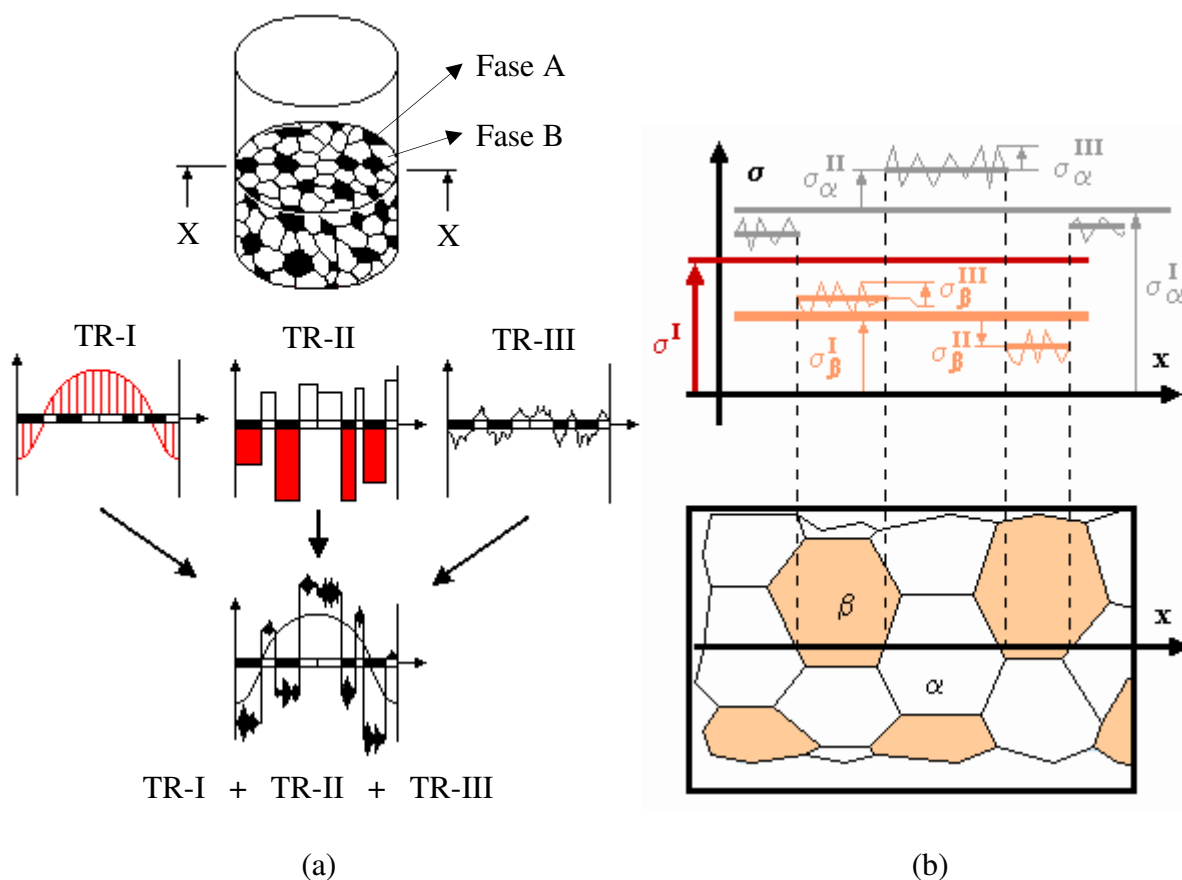 Fase A
Fase B
X X
TR-I TR-II TR-III
TR-I + TR-II + TR-III
(a)
σ
σ_α^II
σ_α^III
σ_β^III
σ_α^I
σ^I
σ_β^I
σ_β^II
x
β
x
α
(b)